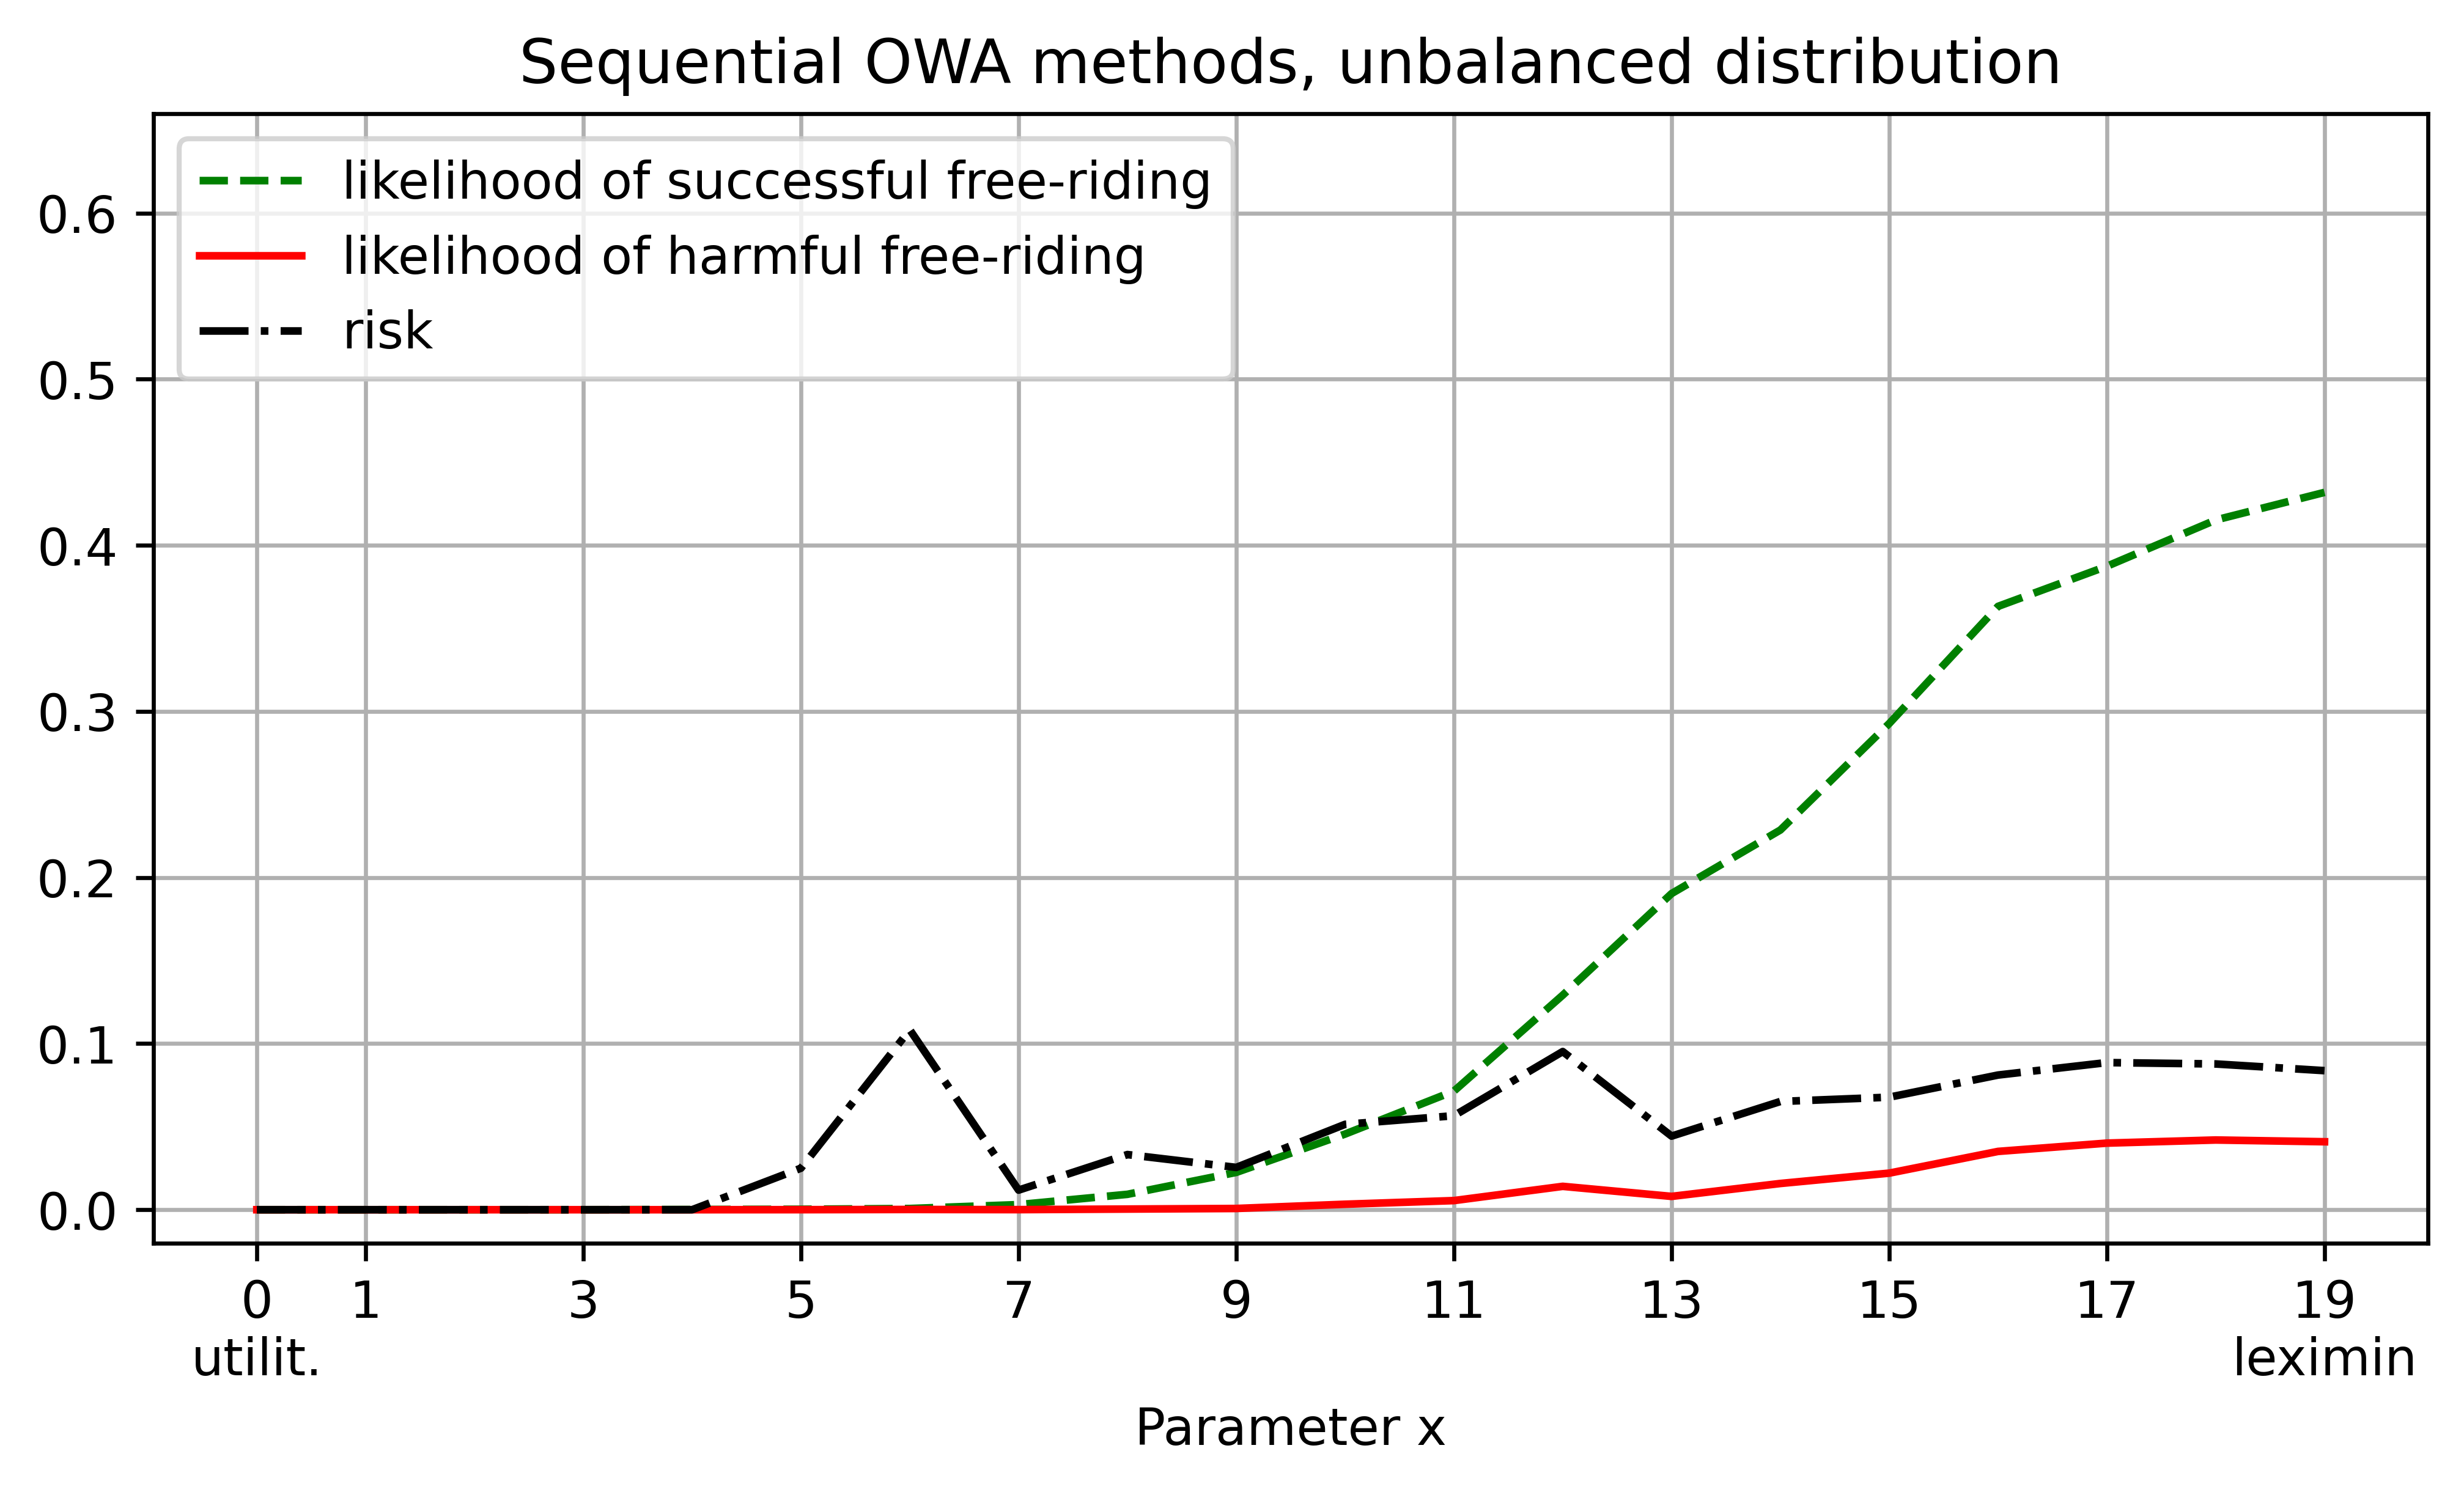 Sequential OWA methods, unbalanced distribution
likelihood of successful free-riding
likelihood of harmful free-riding
risk
0.6
0.5
0.4
0.3
0.2
0.1
0.0
0 1 3 5 7 9 11 13 15 17 19
utilit. leximin
Parameter x